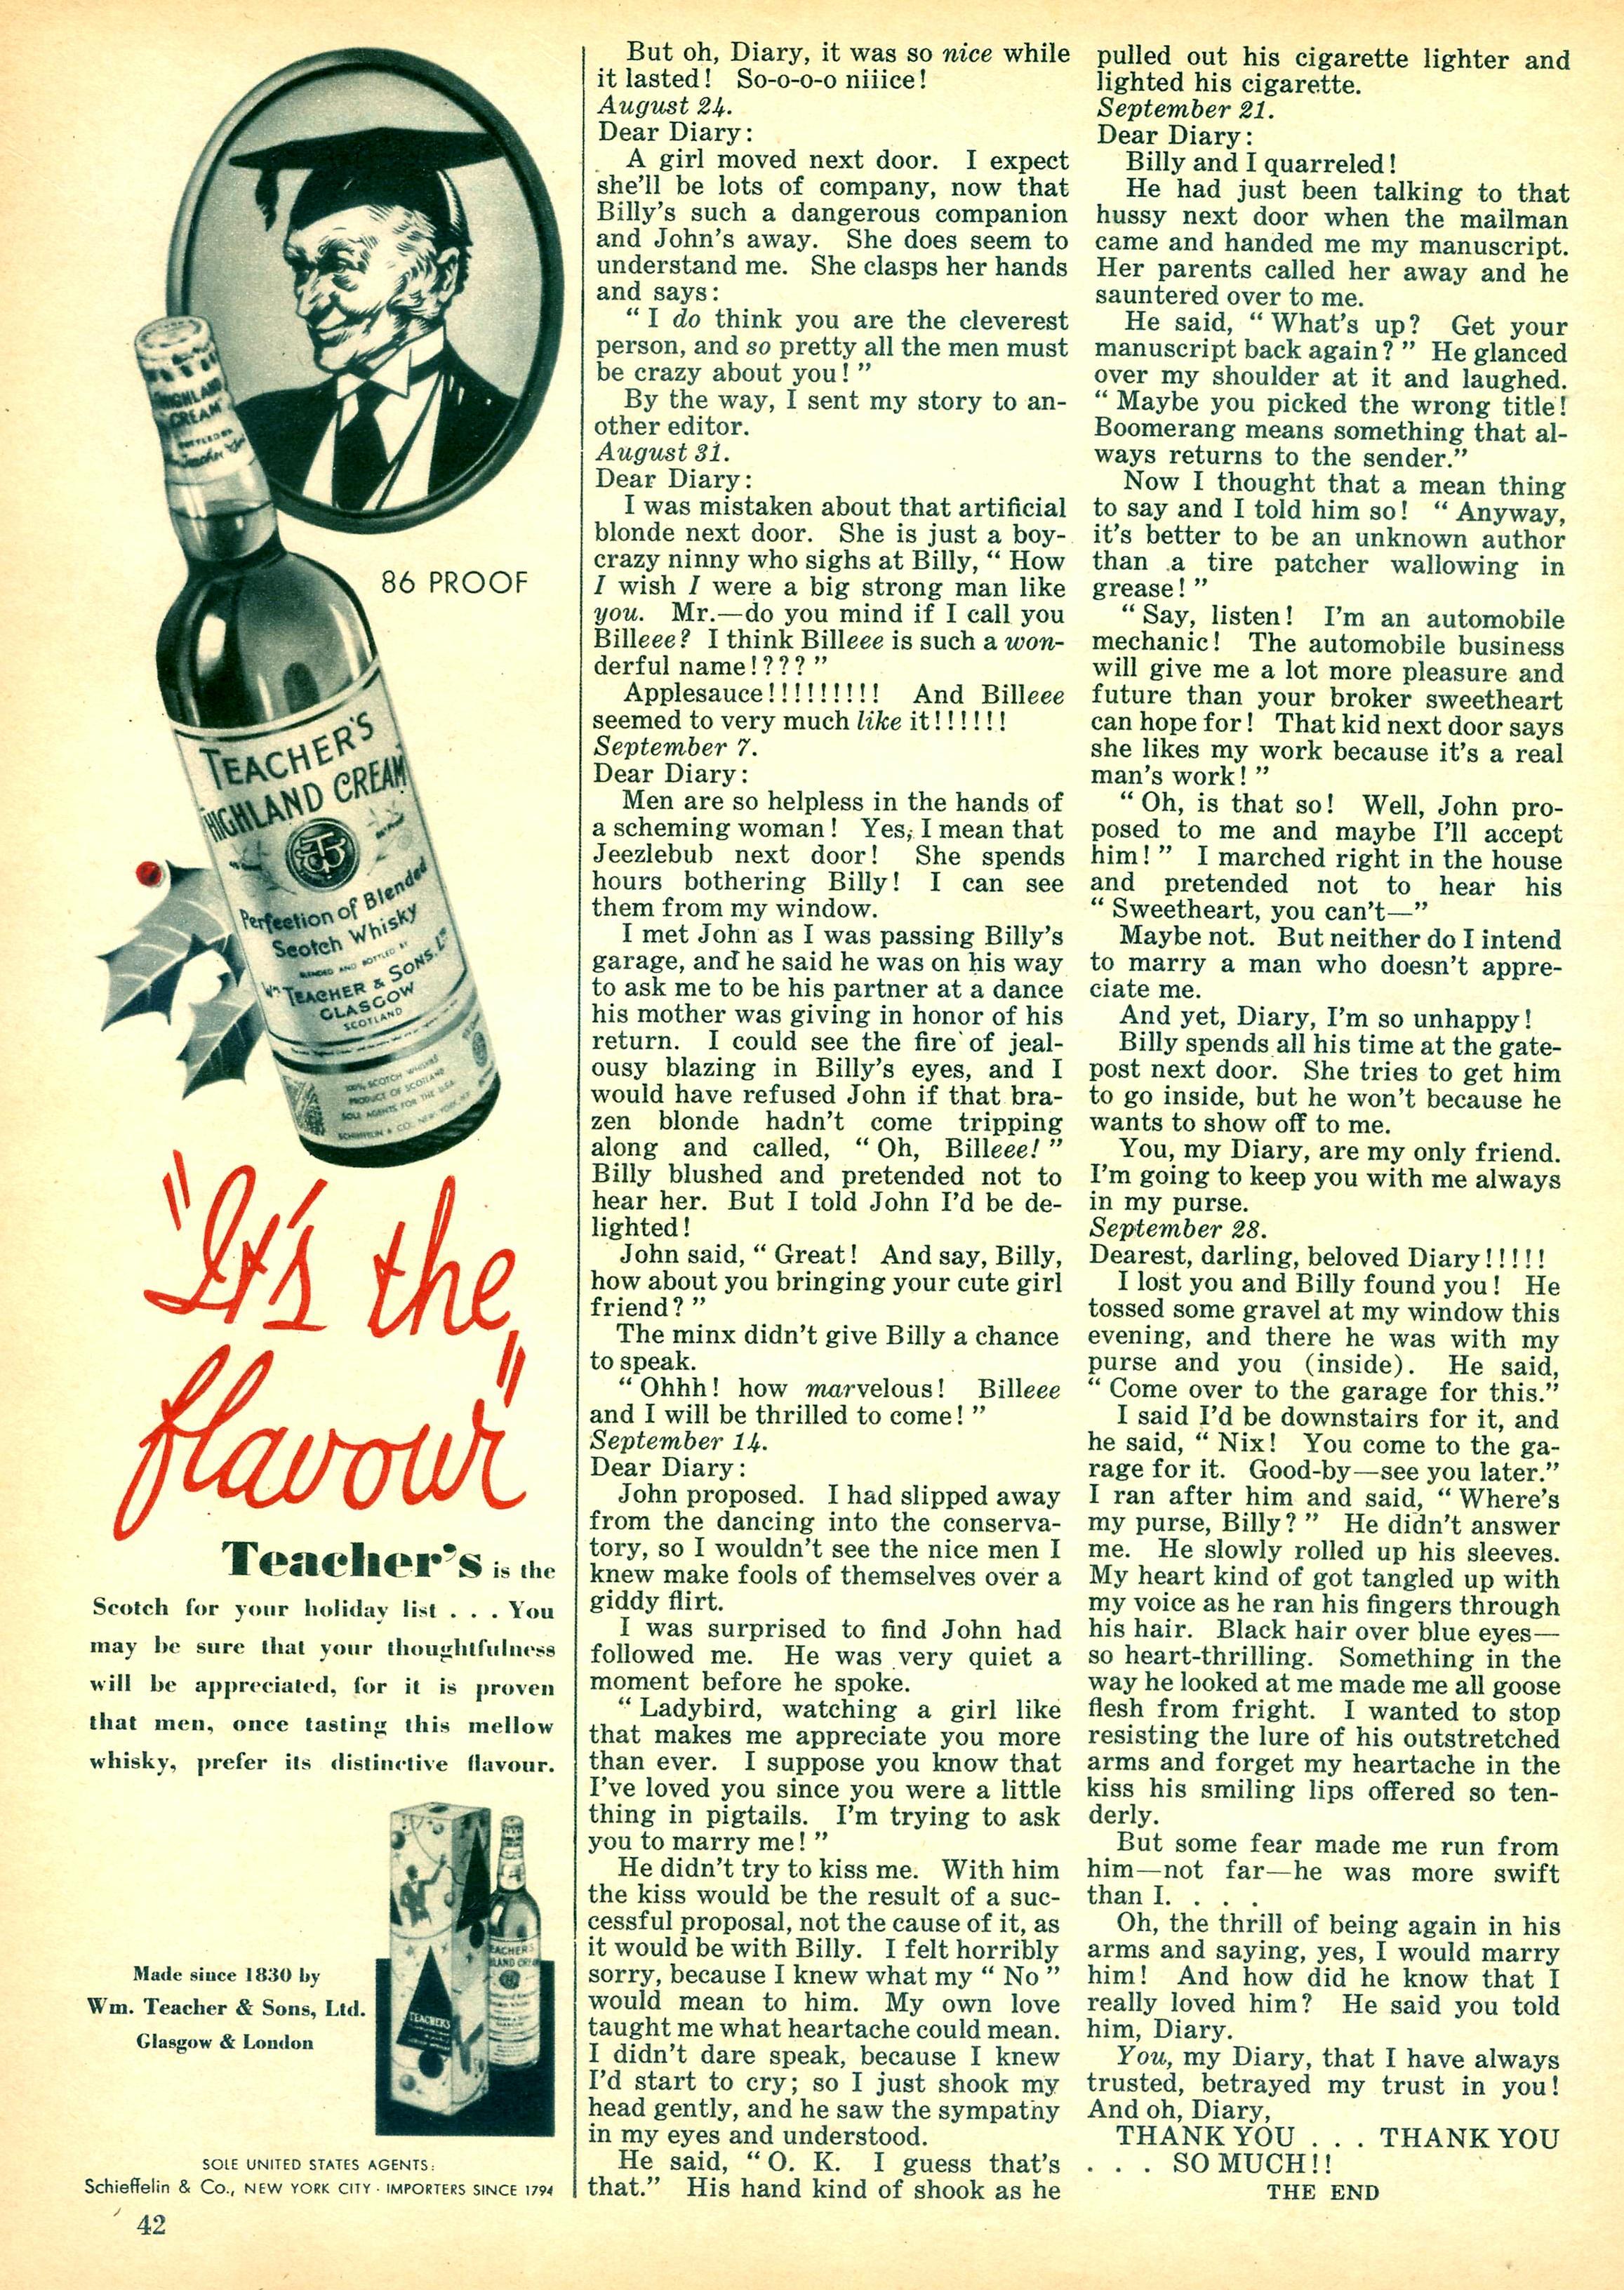 HIGHLAND
CREAM
86 PROOF
TEACHER'S
HIGHLAND CREAM
Perfection of Blended
Scotch Whisky
BLENDED AND BOTTLED BY
Wm TEACHER & SONS, Ltd
GLASGOW
SCOTLAND
100% SCOTCH WHISKIES
PRODUCT OF SCOTLAND
SOLE AGENTS FOR THE U.S.A.
SCHIEFFELIN & CO. NEW YORK, N.Y.
"It's the
flavour"
Teacher's is the
Scotch for your holiday list . . . You
may be sure that your thoughtfulness
will be appreciated, for it is proven
that men, once tasting this mellow
whisky, prefer its distinctive flavour.
TEACHER'S
HIGHLAND CREAM
TEACHER'S
Made since 1830 by
Wm. Teacher & Sons, Ltd.
Glasgow & London
SOLE UNITED STATES AGENTS:
Schieffelin & Co., NEW YORK CITY · IMPORTERS SINCE 1794
42
But oh, Diary, it was so nice while
it lasted! So-o-o-o niiice!
August 24.
Dear Diary:
A girl moved next door. I expect
she'll be lots of company, now that
Billy's such a dangerous companion
and John's away. She does seem to
understand me. She clasps her hands
and says:
"I do think you are the cleverest
person, and so pretty all the men must
be crazy about you!"
By the way, I sent my story to an-
other editor.
August 31.
Dear Diary:
I was mistaken about that artificial
blonde next door. She is just a boy-
crazy ninny who sighs at Billy, "How
I wish I were a big strong man like
you. Mr.—do you mind if I call you
Billeee? I think Billeee is such a won-
derful name!???"
Applesauce!!!!!!!!! And Billeee
seemed to very much like it!!!!!!
September 7.
Dear Diary:
Men are so helpless in the hands of
a scheming woman! Yes, I mean that
Jeezlebub next door! She spends
hours bothering Billy! I can see
them from my window.
I met John as I was passing Billy's
garage, and he said he was on his way
to ask me to be his partner at a dance
his mother was giving in honor of his
return. I could see the fire of jeal-
ousy blazing in Billy's eyes, and I
would have refused John if that bra-
zen blonde hadn't come tripping
along and called, "Oh, Billeee!"
Billy blushed and pretended not to
hear her. But I told John I'd be de-
lighted!
John said, "Great! And say, Billy,
how about you bringing your cute girl
friend?"
The minx didn't give Billy a chance
to speak.
"Ohhh! how marvelous! Billeee
and I will be thrilled to come!"
September 14.
Dear Diary:
John proposed. I had slipped away
from the dancing into the conserva-
tory, so I wouldn't see the nice men I
knew make fools of themselves over a
giddy flirt.
I was surprised to find John had
followed me. He was very quiet a
moment before he spoke.
"Ladybird, watching a girl like
that makes me appreciate you more
than ever. I suppose you know that
I've loved you since you were a little
thing in pigtails. I'm trying to ask
you to marry me!"
He didn't try to kiss me. With him
the kiss would be the result of a suc-
cessful proposal, not the cause of it, as
it would be with Billy. I felt horribly
sorry, because I knew what my "No"
would mean to him. My own love
taught me what heartache could mean.
I didn't dare speak, because I knew
I'd start to cry; so I just shook my
head gently, and he saw the sympathy
in my eyes and understood.
He said, "O. K. I guess that's
that." His hand kind of shook as he
pulled out his cigarette lighter and
lighted his cigarette.
September 21.
Dear Diary:
Billy and I quarreled!
He had just been talking to that
hussy next door when the mailman
came and handed me my manuscript.
Her parents called her away and he
sauntered over to me.
He said, "What's up? Get your
manuscript back again?" He glanced
over my shoulder at it and laughed.
"Maybe you picked the wrong title!
Boomerang means something that al-
ways returns to the sender."
Now I thought that a mean thing
to say and I told him so! "Anyway,
it's better to be an unknown author
than a tire patcher wallowing in
grease!"
"Say, listen! I'm an automobile
mechanic! The automobile business
will give me a lot more pleasure and
future than your broker sweetheart
can hope for! That kid next door says
she likes my work because it's a real
man's work!"
"Oh, is that so! Well, John pro-
posed to me and maybe I'll accept
him!" I marched right in the house
and pretended not to hear his
"Sweetheart, you can't—"
Maybe not. But neither do I intend
to marry a man who doesn't appre-
ciate me.
And yet, Diary, I'm so unhappy!
Billy spends all his time at the gate-
post next door. She tries to get him
to go inside, but he won't because he
wants to show off to me.
You, my Diary, are my only friend.
I'm going to keep you with me always
in my purse.
September 28.
Dearest, darling, beloved Diary!!!!!
I lost you and Billy found you! He
tossed some gravel at my window this
evening, and there he was with my
purse and you (inside). He said,
"Come over to the garage for this."
I said I'd be downstairs for it, and
he said, "Nix! You come to the ga-
rage for it. Good-by—see you later."
I ran after him and said, "Where's
my purse, Billy?" He didn't answer
me. He slowly rolled up his sleeves.
My heart kind of got tangled up with
my voice as he ran his fingers through
his hair. Black hair over blue eyes—
so heart-thrilling. Something in the
way he looked at me made me all goose
flesh from fright. I wanted to stop
resisting the lure of his outstretched
arms and forget my heartache in the
kiss his smiling lips offered so ten-
derly.
But some fear made me run from
him—not far—he was more swift
than I. . . .
Oh, the thrill of being again in his
arms and saying, yes, I would marry
him! And how did he know that I
really loved him? He said you told
him, Diary.
You, my Diary, that I have always
trusted, betrayed my trust in you!
And oh, Diary,
THANK YOU . . . THANK YOU
. . . SO MUCH!!
THE END